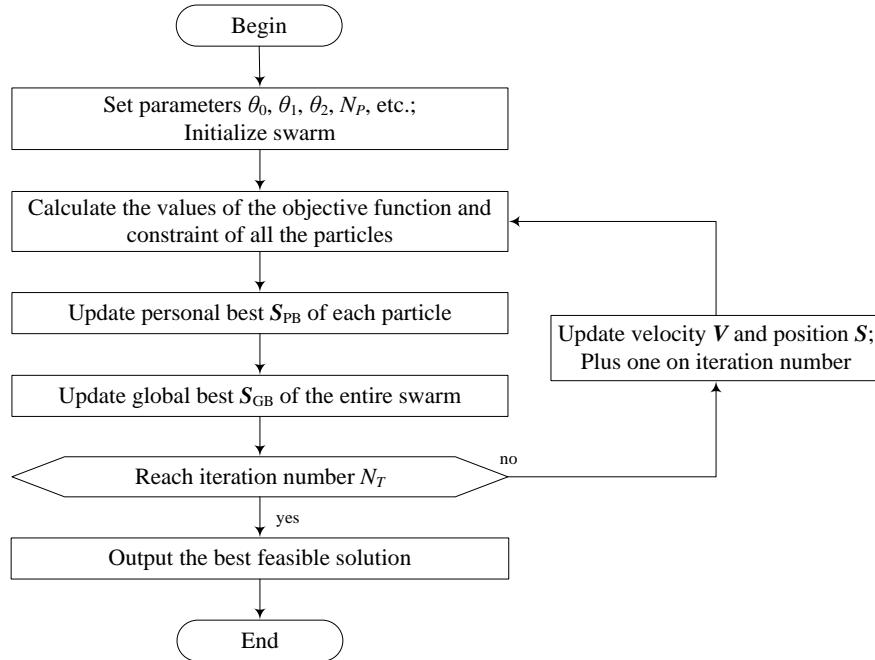 Begin
Set parameters θ0, θ1, θ2, NP, etc.;
Initialize swarm
Calculate the values of the objective function and
constraint of all the particles
Update personal best SPB of each particle
Update velocity V and position S;
Plus one on iteration number
Update global best SGB of the entire swarm
Reach iteration number NT
no
yes
Output the best feasible solution
End